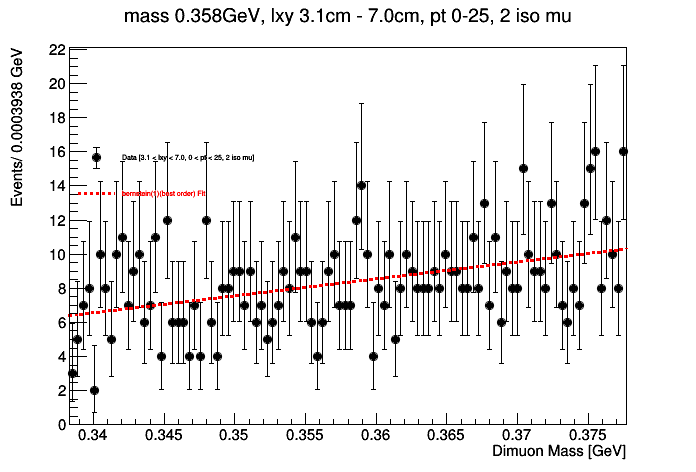 mass 0.358GeV, lxy 3.1cm - 7.0cm, pt 0-25, 2 iso mu
Events/ 0.0003938 GeV
22
20
18
16
14
12
10
8
6
4
2
0
Data [3.1 < lxy < 7.0, 0 < pt < 25, 2 iso mu]
bernstein(1)(best order) Fit
0.34 0.345 0.35 0.355 0.36 0.365 0.37 0.375
Dimuon Mass [GeV]